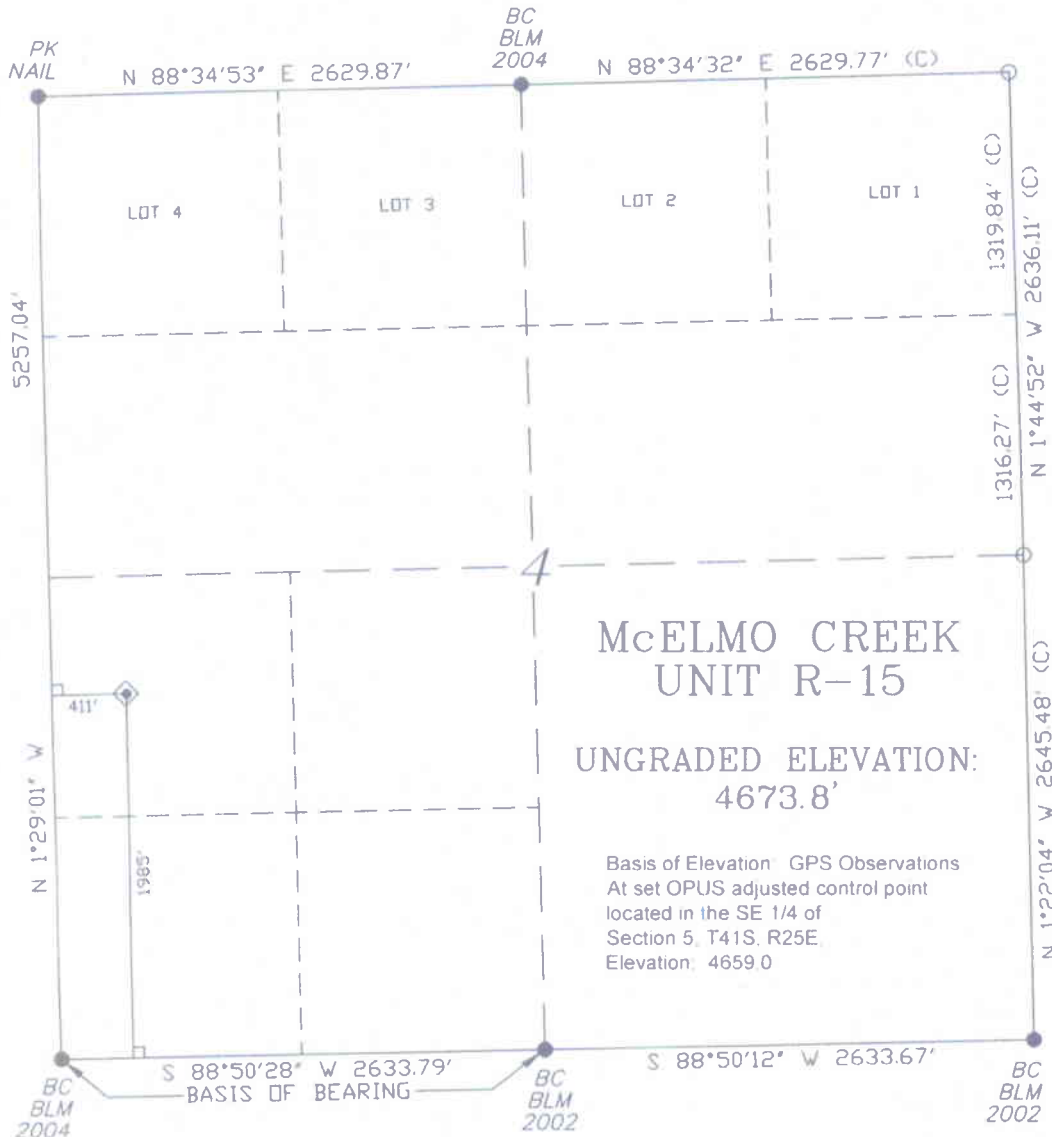 PK
NAIL
N 88°34'53" E 2629.87'
BC
BLM
2004
N 88°34'32" E 2629.77' (C)
LOT 4
LOT 3
LOT 2
LOT 1
1319.84' (C)
N 1°44'52" W 2636.11' (C)
1316.27' (C)
5257.04'
N 1°29'01" W
4
McELMO CREEK
UNIT R-15
UNGRADED ELEVATION:
4673.8'
411'
1985'
Basis of Elevation: GPS Observations
At set OPUS adjusted control point
located in the SE 1/4 of
Section 5, T41S, R25E,
Elevation: 4659.0
N 1°22'04" W 2645.48' (C)
S 88°50'28" W 2633.79'
BASIS OF BEARING
S 88°50'12" W 2633.67'
BC
BLM
2004
BC
BLM
2002
BC
BLM
2002